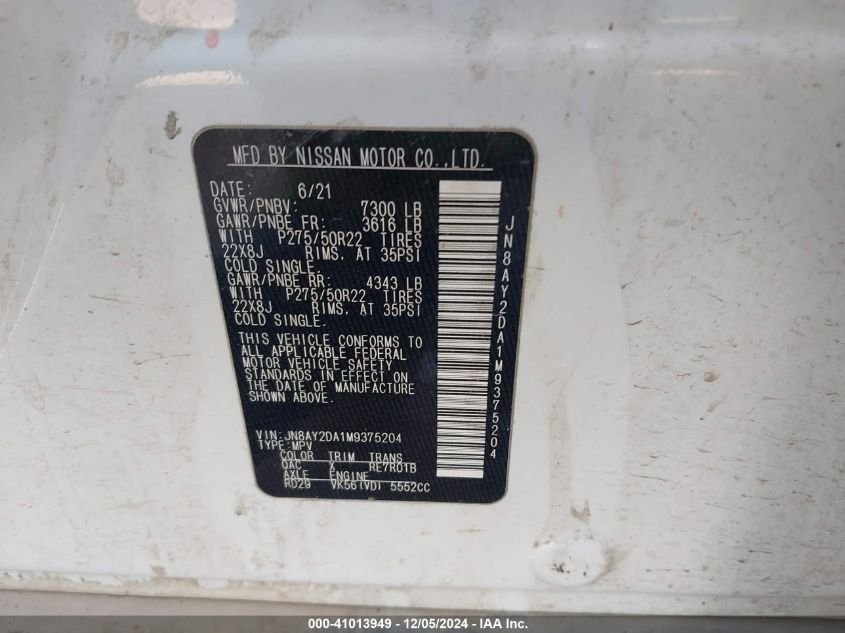 MFD BY NISSAN MOTOR CO.,LTD.
DATE: 6/21
GVWR/PNBV: 7300 LB
GAWR/PNBE FR: 3616 LB
WITH P275/50R22 TIRES
22X8J RIMS. AT 35PSI
COLD SINGLE.
GAWR/PNBE RR: 4343 LB
WITH P275/50R22 TIRES
22X8J RIMS. AT 35PSI
COLD SINGLE.
THIS VEHICLE CONFORMS TO
ALL APPLICABLE FEDERAL
MOTOR VEHICLE SAFETY
STANDARDS IN EFFECT ON
THE DATE OF MANUFACTURE
SHOWN ABOVE.
VIN:JN8AY2DA1M9375204
TYPE:MPV
COLOR TRIM TRANS
QAC X RE7R01B
AXLE ENGINE
RD29 VK56(VD) 5552CC
JN8AY2DA1M9375204
000-41013949 - 12/05/2024 - IAA Inc.